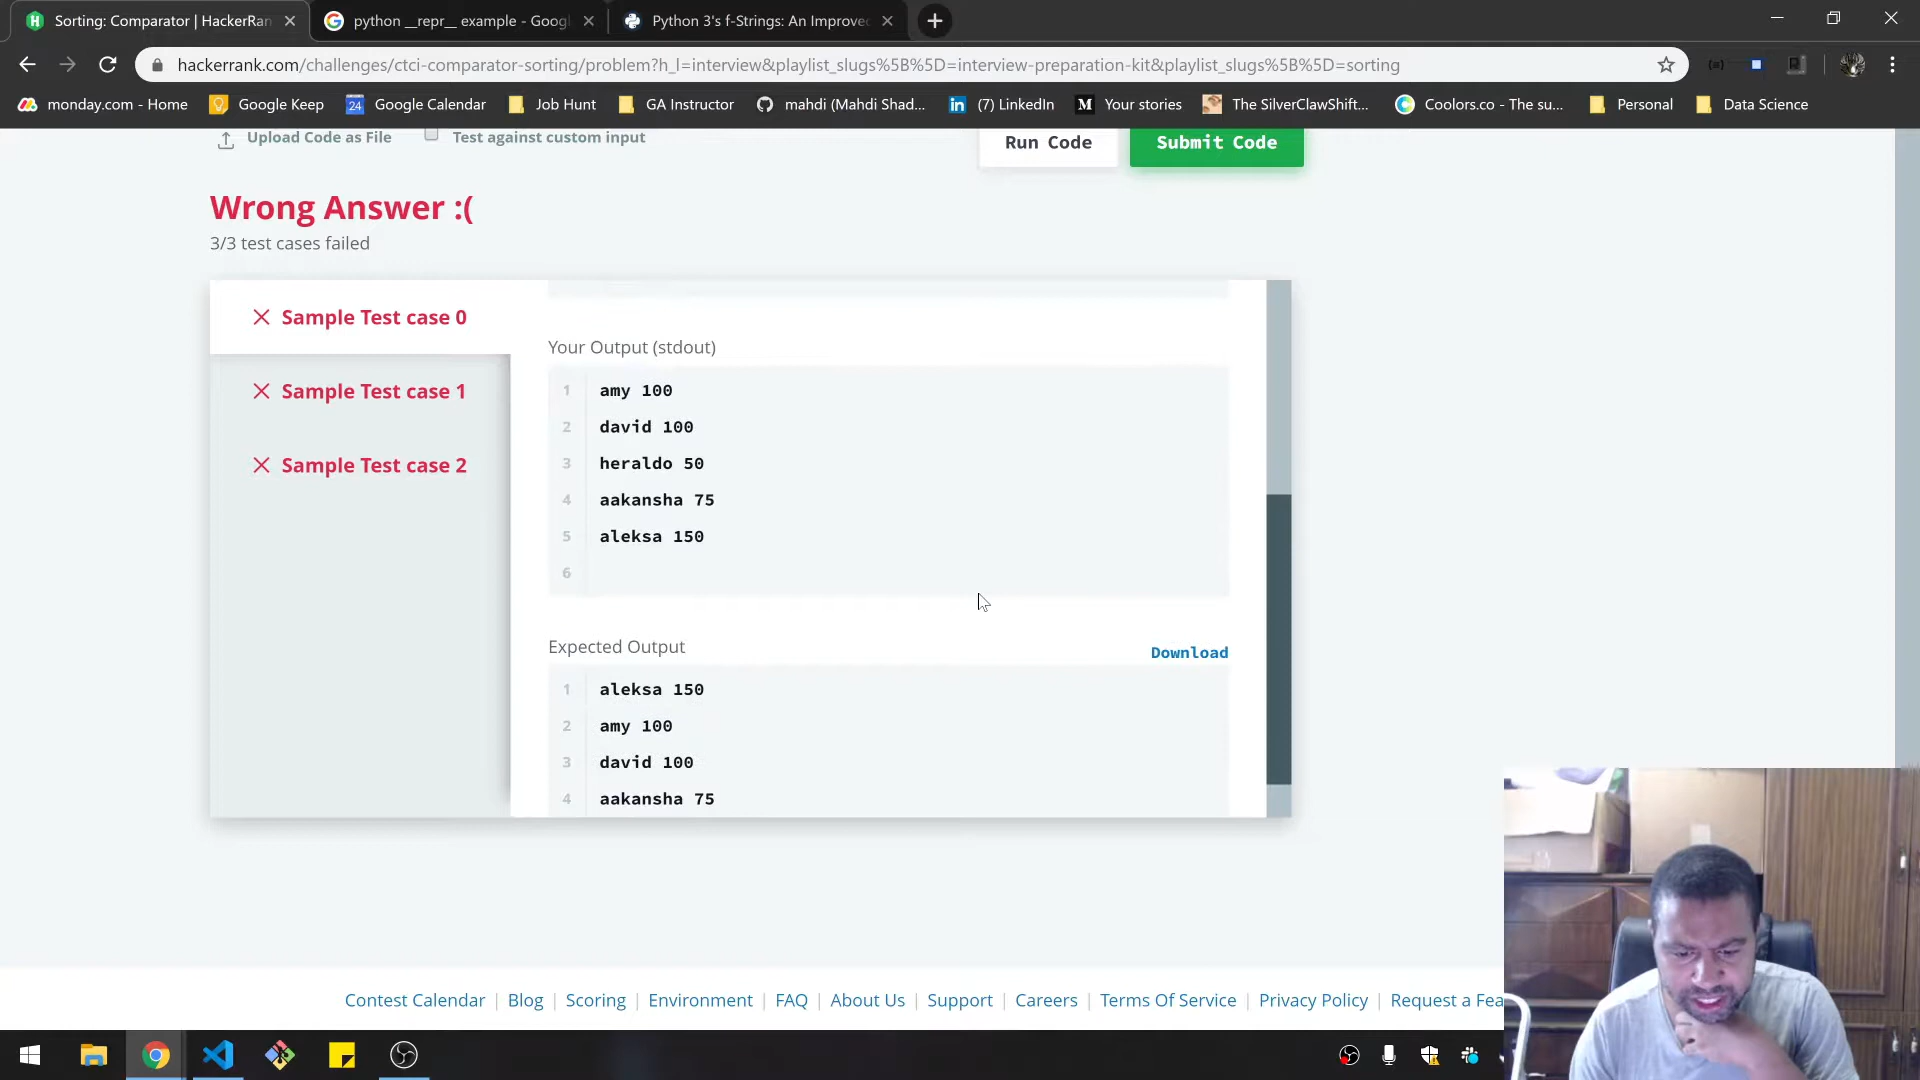 Sorting: Comparator | HackerRan
python __repr__ example - Goog
Python 3's f-Strings: An Improve
hackerrank.com/challenges/ctci-comparator-sorting/problem?h_l=interview&playlist_slugs%5B%5D=interview-preparation-kit&playlist_slugs%5B%5D=sorting
monday.com - Home
Google Keep
24 Google Calendar
Job Hunt
GA Instructor
mahdi (Mahdi Shad...
in (7) LinkedIn
M Your stories
The SilverClawShift...
Coolors.co - The su...
Personal
Data Science
Upload Code as File
Test against custom input
Run Code
Submit Code
Wrong Answer :(
3/3 test cases failed
Sample Test case 0
Sample Test case 1
Sample Test case 2
Your Output (stdout)
1 amy 100
2 david 100
3 heraldo 50
4 aakansha 75
5 aleksa 150
6
Expected Output
Download
1 aleksa 150
2 amy 100
3 david 100
4 aakansha 75
Contest Calendar | Blog | Scoring | Environment | FAQ | About Us | Support | Careers | Terms Of Service | Privacy Policy | Request a Fea